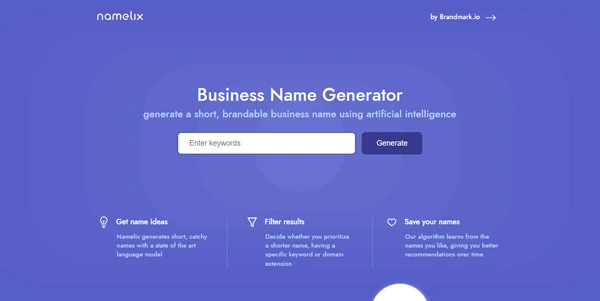 namelix
by Brandmark.io
Business Name Generator
generate a short, brandable business name using artificial intelligence
Enter keywords
Generate
Get name ideas
Namelix generates short, catchy
names with a state of the art
language model
Filter results
Decide whether you prioritize
a shorter name, having a
specific keyword or domain
extension
Save your names
Our algorithm learns from the
names you like, giving you better
recommendations over time